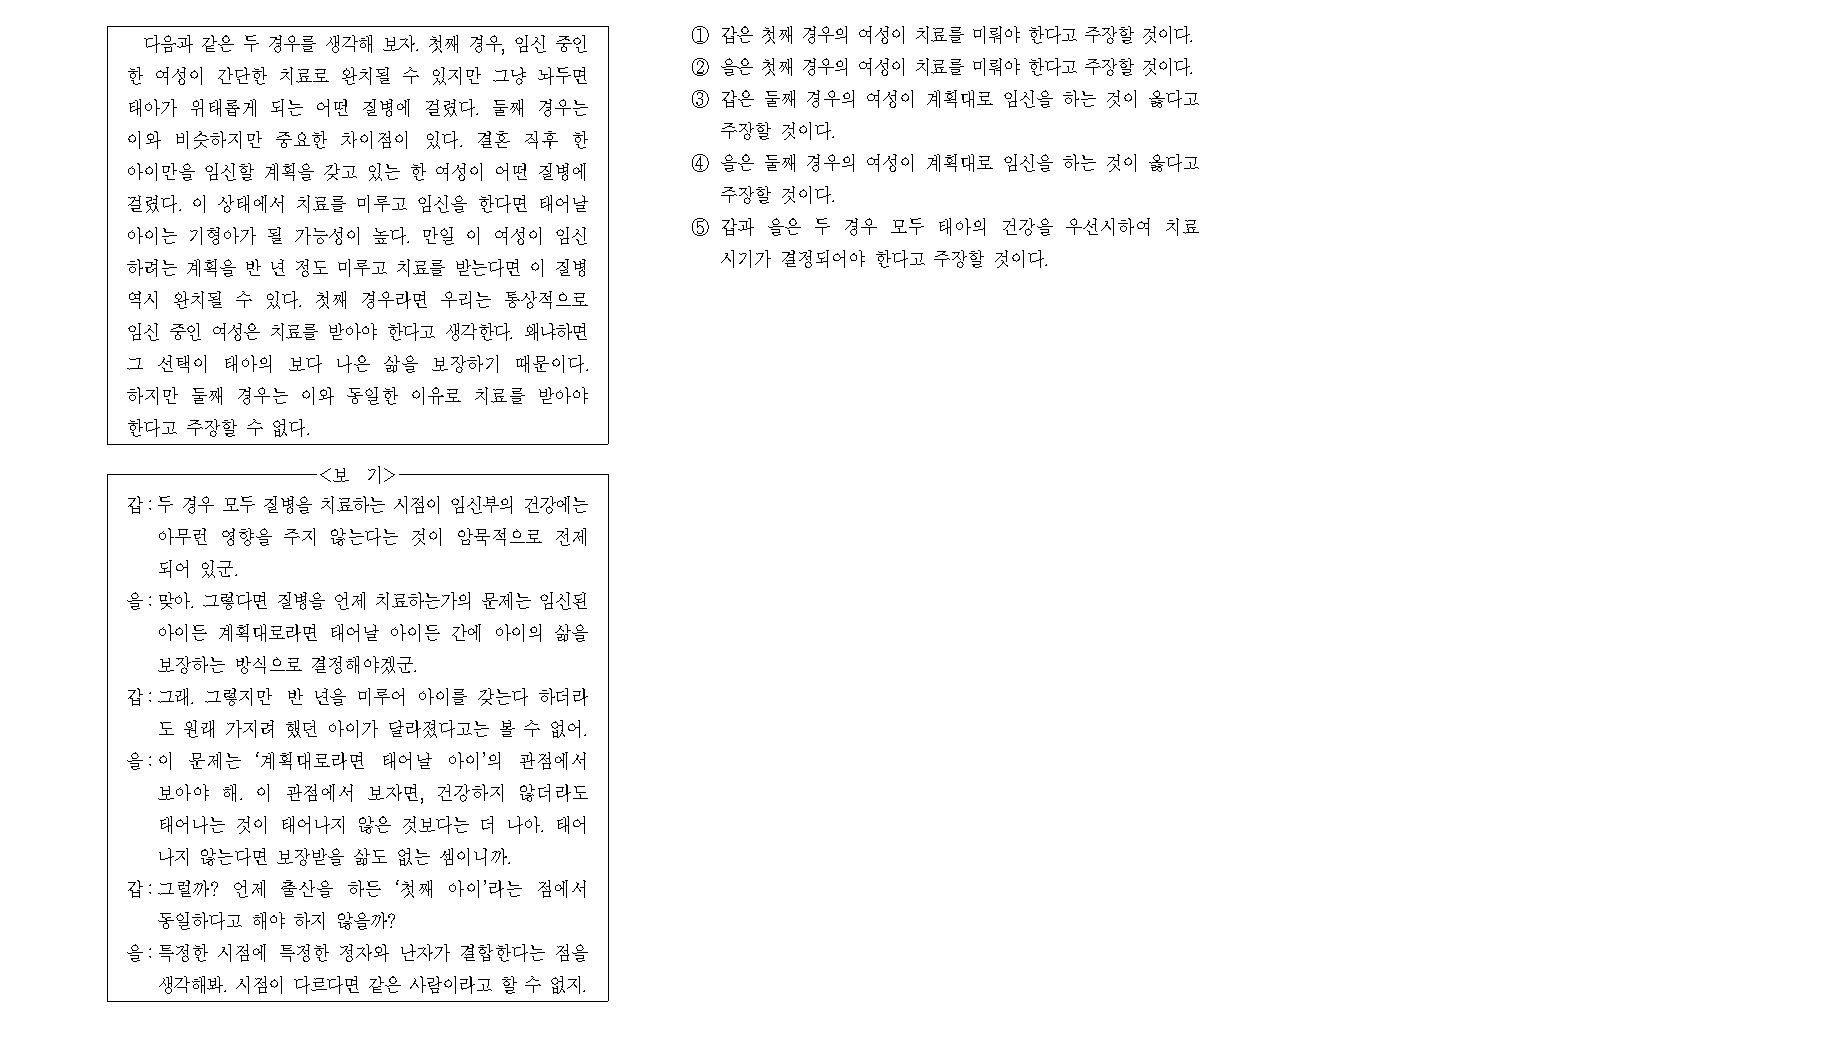 다음과 같은 두 경우를 생각해 보자. 첫째 경우, 임신 중인
한 여성이 간단한 치료로 완치될 수 있지만 그냥 놔두면
태아가 위태롭게 되는 어떤 질병에 걸렸다. 둘째 경우는
이와 비슷하지만 중요한 차이점이 있다. 결혼 직후 한
아이만을 임신할 계획을 갖고 있는 한 여성이 어떤 질병에
걸렸다. 이 상태에서 치료를 미루고 임신을 한다면 태어날
아이는 기형아가 될 가능성이 높다. 만일 이 여성이 임신
하려는 계획을 반 년 정도 미루고 치료를 받는다면 이 질병
역시 완치될 수 있다. 첫째 경우라면 우리는 통상적으로
임신 중인 여성은 치료를 받아야 한다고 생각한다. 왜냐하면
그 선택이 태아의 보다 나은 삶을 보장하기 때문이다.
하지만 둘째 경우는 이와 동일한 이유로 치료를 받아야
한다고 주장할 수 없다.
<보 기>
갑 : 두 경우 모두 질병을 치료하는 시점이 임신부의 건강에는
아무런 영향을 주지 않는다는 것이 암묵적으로 전제
되어 있군.
을 : 맞아. 그렇다면 질병을 언제 치료하는가의 문제는 임신된
아이든 계획대로라면 태어날 아이든 간에 아이의 삶을
보장하는 방식으로 결정해야겠군.
갑 : 그래. 그렇지만 반 년을 미루어 아이를 갖는다 하더라
도 원래 가지려 했던 아이가 달라졌다고는 볼 수 없어.
을 : 이 문제는 ‘계획대로라면 태어날 아이’의 관점에서
보아야 해. 이 관점에서 보자면, 건강하지 않더라도
태어나는 것이 태어나지 않은 것보다는 더 나아. 태어
나지 않는다면 보장받을 삶도 없는 셈이니까.
갑 : 그럴까? 언제 출산을 하든 ‘첫째 아이’라는 점에서
동일하다고 해야 하지 않을까?
을 : 특정한 시점에 특정한 정자와 난자가 결합한다는 점을
생각해봐. 시점이 다르다면 같은 사람이라고 할 수 없지.
① 갑은 첫째 경우의 여성이 치료를 미뤄야 한다고 주장할 것이다.
② 을은 첫째 경우의 여성이 치료를 미뤄야 한다고 주장할 것이다.
③ 갑은 둘째 경우의 여성이 계획대로 임신을 하는 것이 옳다고
주장할 것이다.
④ 을은 둘째 경우의 여성이 계획대로 임신을 하는 것이 옳다고
주장할 것이다.
⑤ 갑과 을은 두 경우 모두 태아의 건강을 우선시하여 치료
시기가 결정되어야 한다고 주장할 것이다.